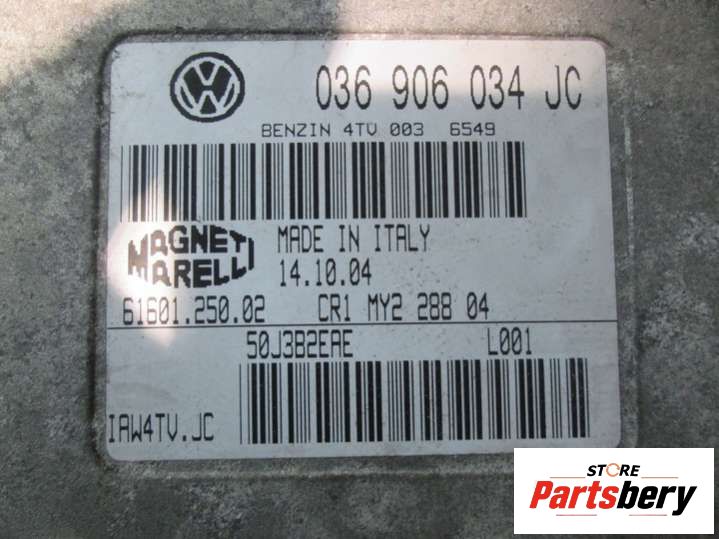 036 906 034 JC
BENZIN 4TV 003 6549
MAGNETI MARELLI
MADE IN ITALY
14.10.04
61601.250.02 CR1 MY2 288 04
50J3B2EAE L001
IAW4TV.JC
STORE
Partsbery